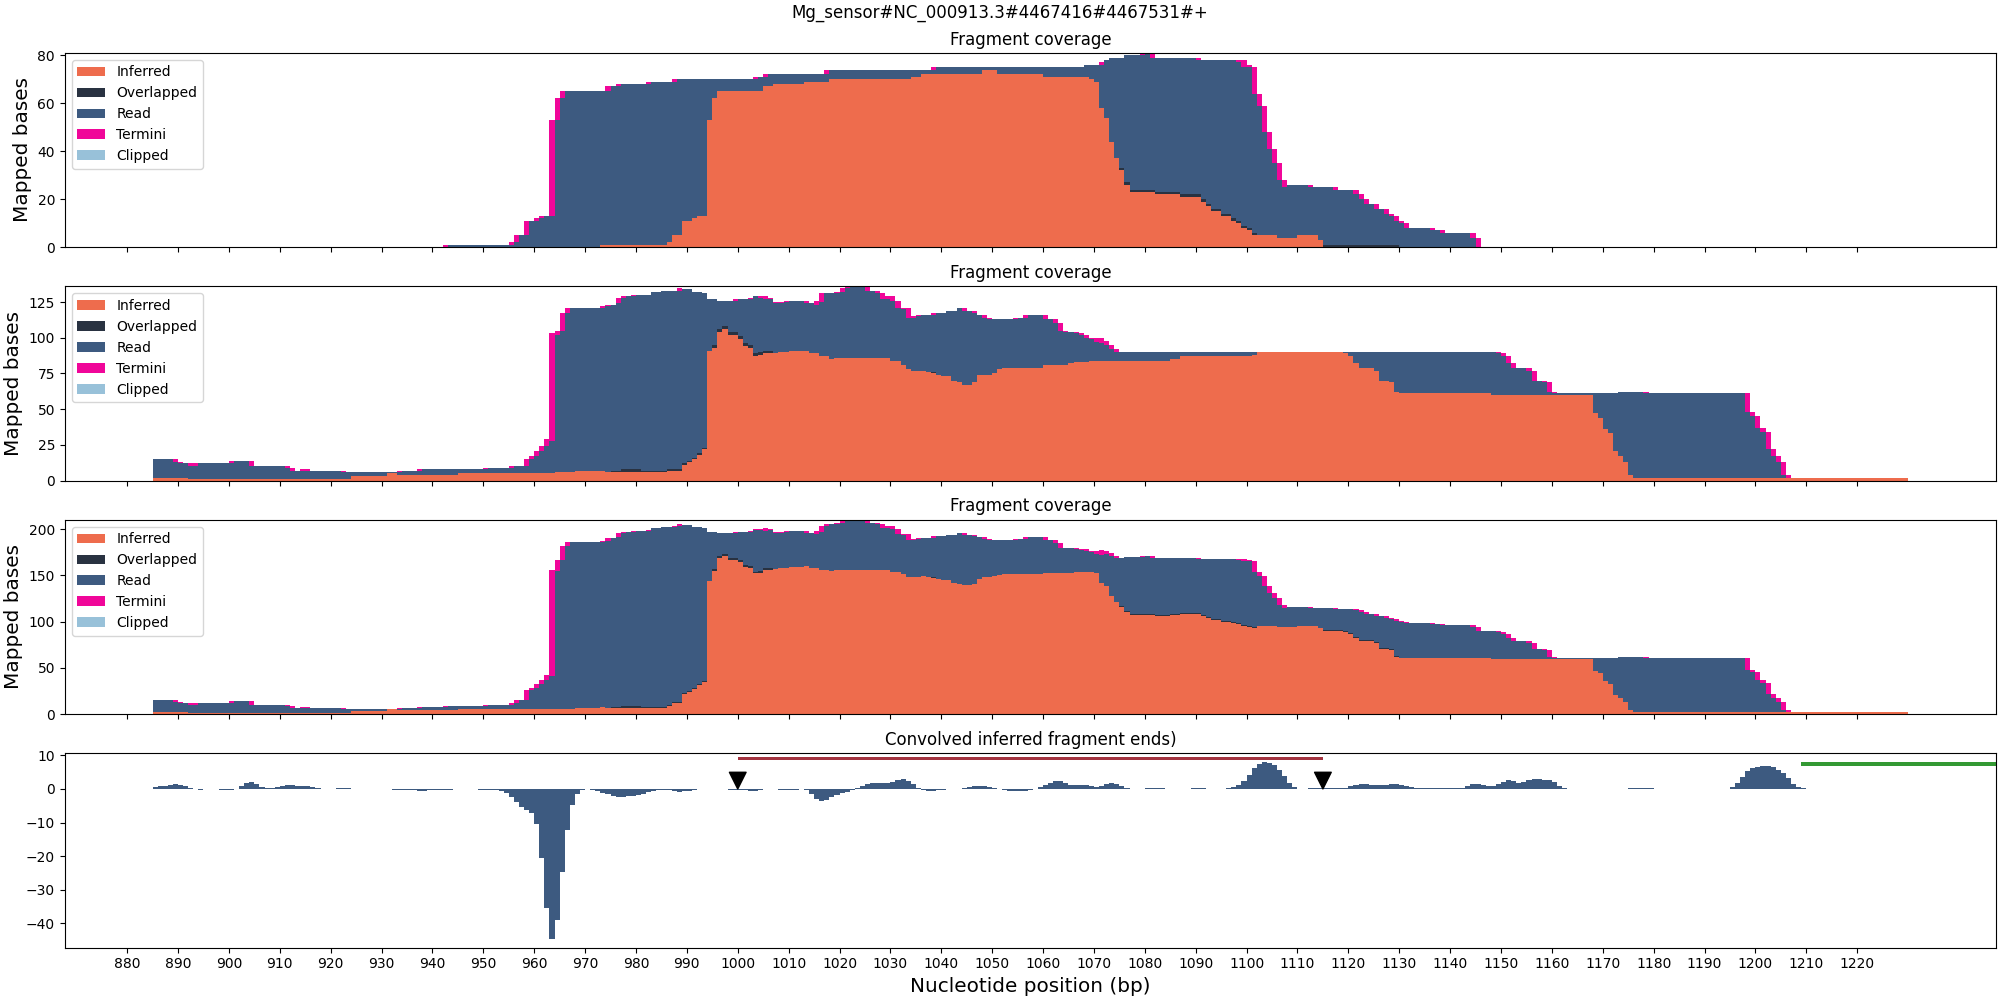 Mg_sensor#NC_000913.3#4467416#4467531#+
Fragment coverage
Mapped bases
80
60
40
20
0
Inferred
Overlapped
Read
Termini
Clipped
Fragment coverage
Mapped bases
125
100
75
50
25
0
Inferred
Overlapped
Read
Termini
Clipped
Fragment coverage
Mapped bases
200
150
100
50
0
Inferred
Overlapped
Read
Termini
Clipped
Convolved inferred fragment ends)
10
0
−10
−20
−30
−40
880 890 900 910 920 930 940 950 960 970 980 990 1000 1010 1020 1030 1040 1050 1060 1070 1080 1090 1100 1110 1120 1130 1140 1150 1160 1170 1180 1190 1200 1210 1220
Nucleotide position (bp)